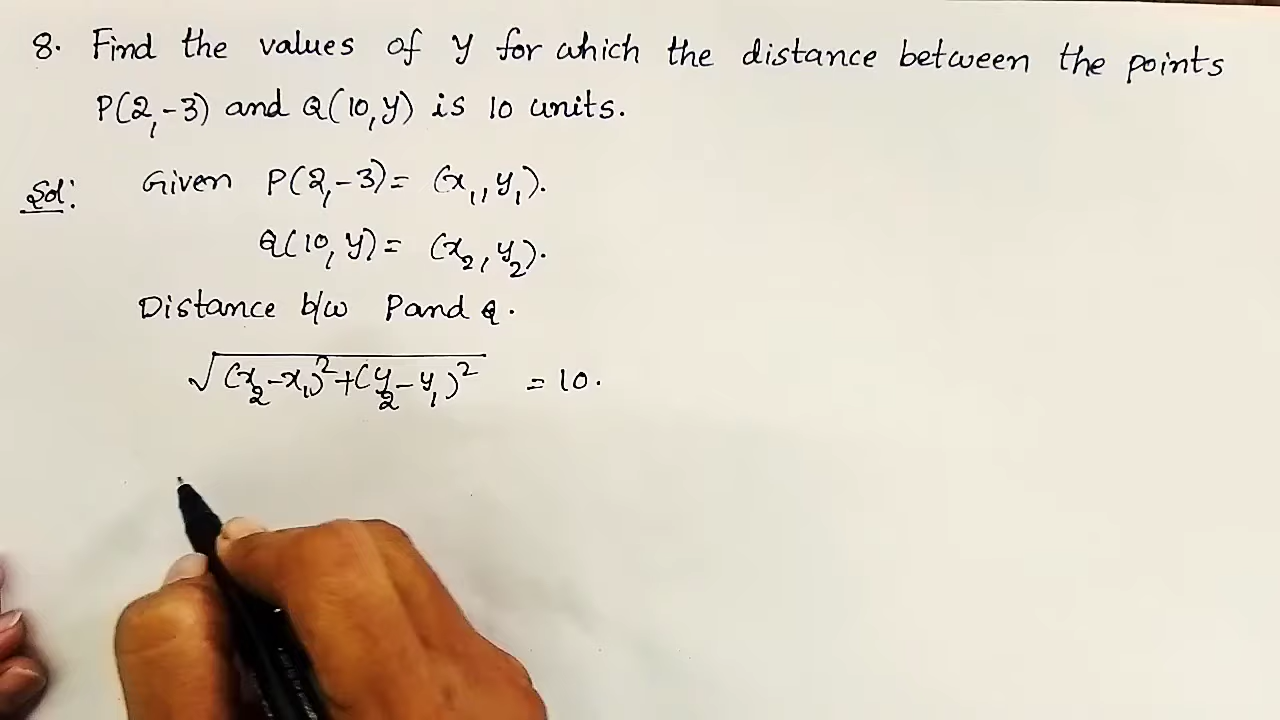 8. Find the values of y for which the distance between the points
P(2,-3) and Q(10,y) is 10 units.
Sol: Given P(2,-3) = (x₁, y₁).
Q(10, y) = (x₂, y₂).
Distance b/w P and Q.
√(x₂-x₁)²+(y₂-y₁)² = 10.